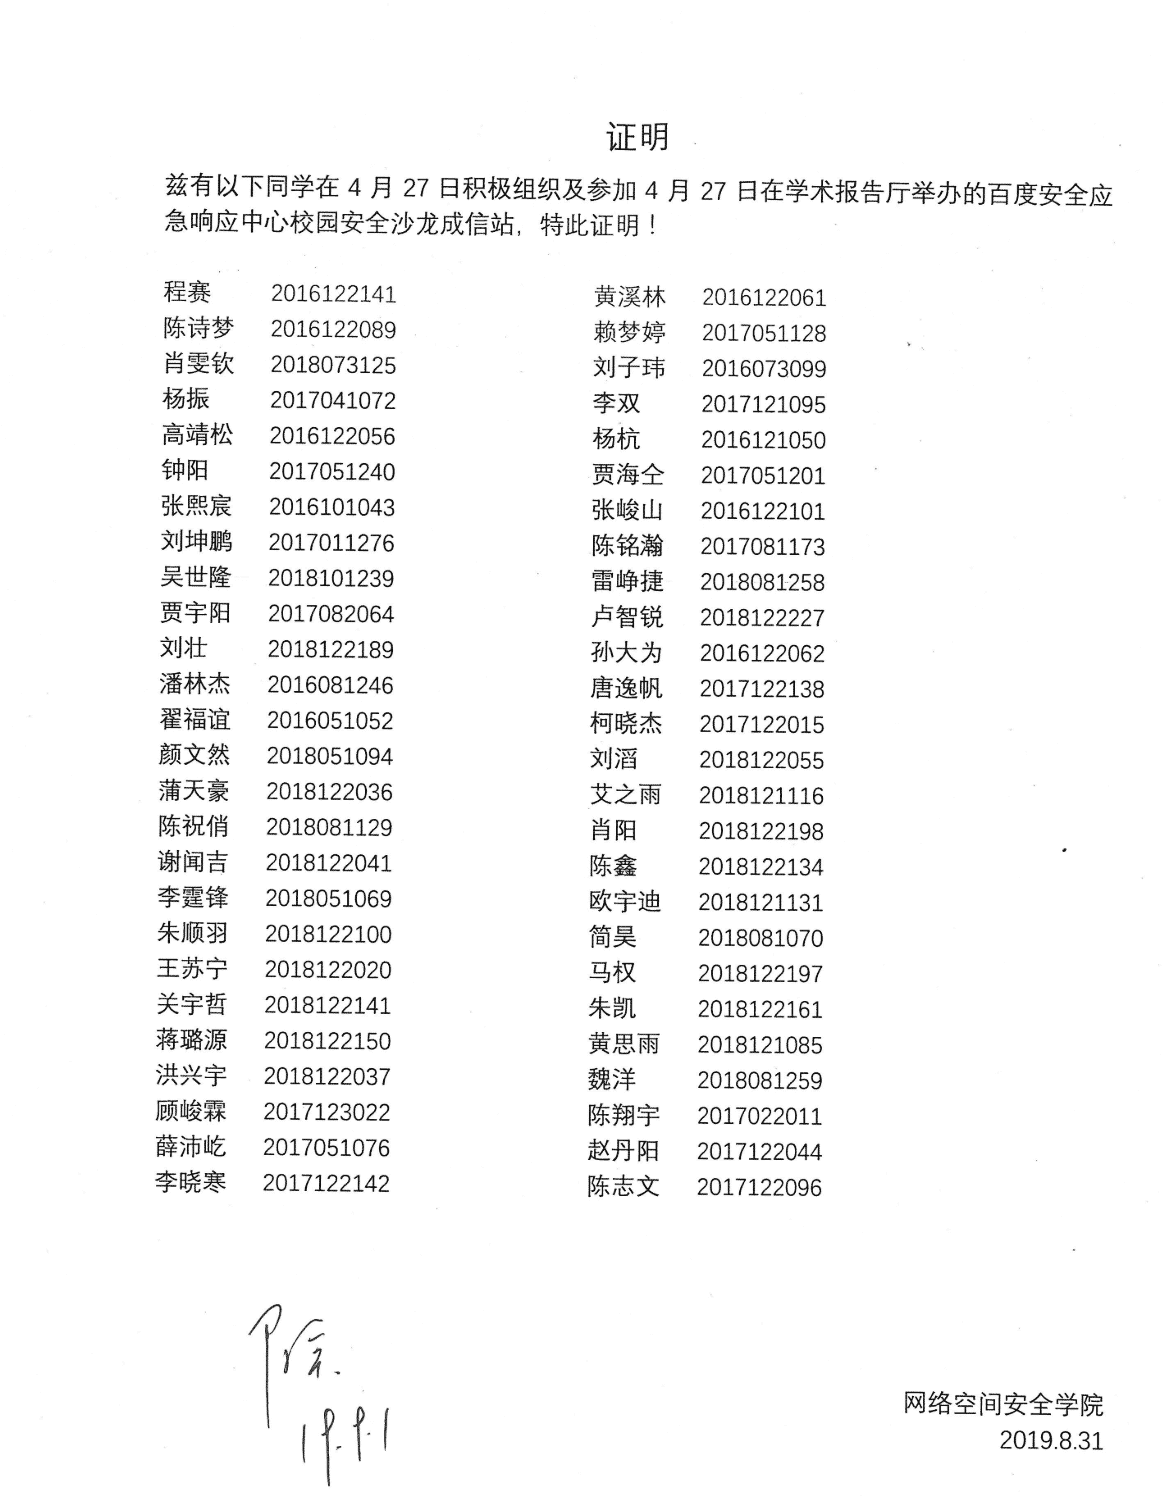 证明
兹有以下同学在 4 月 27 日积极组织及参加 4 月 27 日在学术报告厅举办的百度安全应
急响应中心校园安全沙龙成信站，特此证明！
程赛 2016122141 黄溪林 2016122061
陈诗梦 2016122089 赖梦婷 2017051128
肖雯钦 2018073125 刘子玮 2016073099
杨振 2017041072 李双 2017121095
高靖松 2016122056 杨杭 2016121050
钟阳 2017051240 贾海仝 2017051201
张熙宸 2016101043 张峻山 2016122101
刘坤鹏 2017011276 陈铭瀚 2017081173
吴世隆 2018101239 雷峥捷 2018081258
贾宇阳 2017082064 卢智锐 2018122227
刘壮 2018122189 孙大为 2016122062
潘林杰 2016081246 唐逸帆 2017122138
翟福谊 2016051052 柯晓杰 2017122015
颜文然 2018051094 刘滔 2018122055
蒲天豪 2018122036 艾之雨 2018121116
陈祝俏 2018081129 肖阳 2018122198
谢闻吉 2018122041 陈鑫 2018122134
李霆锋 2018051069 欧宇迪 2018121131
朱顺羽 2018122100 简昊 2018081070
王苏宁 2018122020 马权 2018122197
关宇哲 2018122141 朱凯 2018122161
蒋璐源 2018122150 黄思雨 2018121085
洪兴宇 2018122037 魏洋 2018081259
顾峻霖 2017123022 陈翔宇 2017022011
薛沛屹 2017051076 赵丹阳 2017122044
李晓寒 2017122142 陈志文 2017122096
19.9.1
网络空间安全学院
2019.8.31